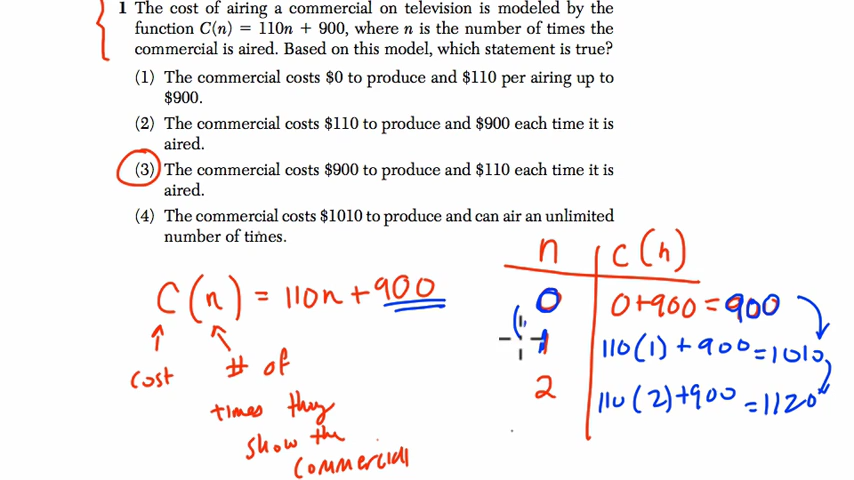 1 The cost of airing a commercial on television is modeled by the
function C(n) = 110n + 900, where n is the number of times the
commercial is aired. Based on this model, which statement is true?
(1) The commercial costs $0 to produce and $110 per airing up to
$900.
(2) The commercial costs $110 to produce and $900 each time it is
aired.
(3) The commercial costs $900 to produce and $110 each time it is
aired.
(4) The commercial costs $1010 to produce and can air an unlimited
number of times.
C(n) = 110n + 900
cost
# of
times they
show the
commercial
n C(n)
0 0+900 = 900
1 110(1) + 900 = 1010
2 110(2) + 900 = 1120